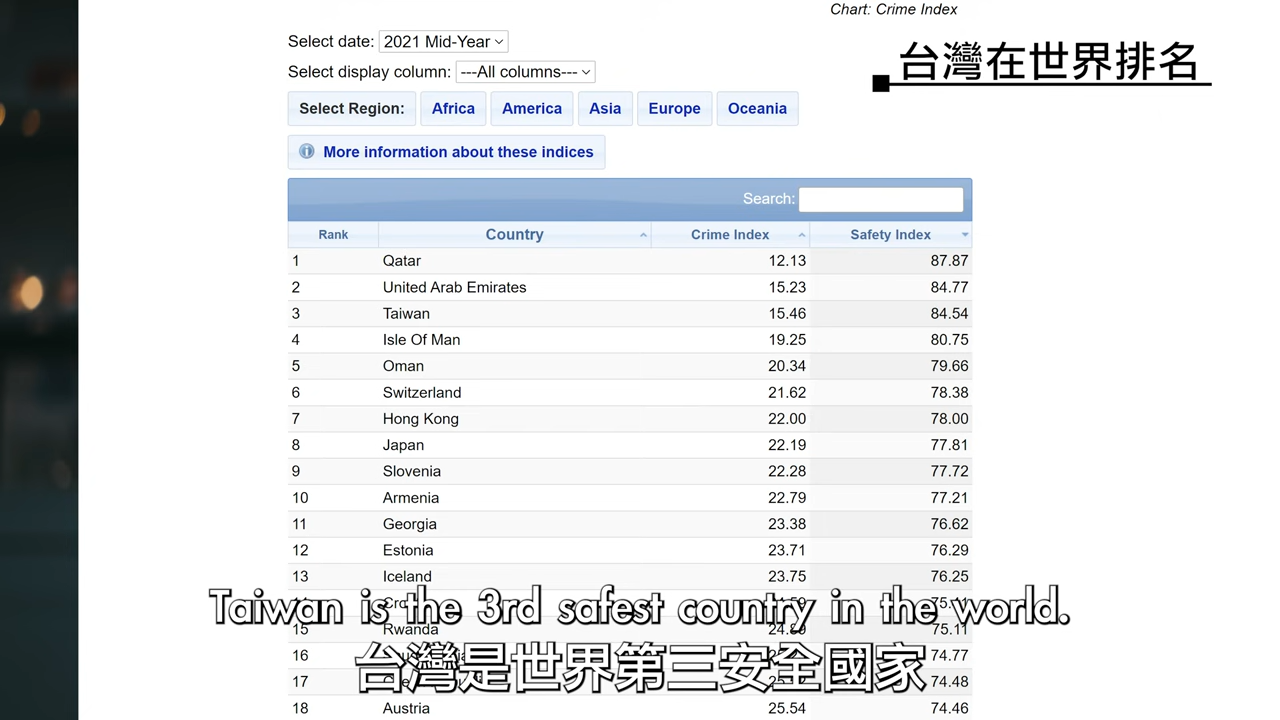 Chart: Crime Index
Select date: 2021 Mid-Year
台灣在世界排名
Select display column: ---All columns---
Select Region: Africa America Asia Europe Oceania
More information about these indices
Search:
Rank Country Crime Index Safety Index
1 Qatar 12.13 87.87
2 United Arab Emirates 15.23 84.77
3 Taiwan 15.46 84.54
4 Isle Of Man 19.25 80.75
5 Oman 20.34 79.66
6 Switzerland 21.62 78.38
7 Hong Kong 22.00 78.00
8 Japan 22.19 77.81
9 Slovenia 22.28 77.72
10 Armenia 22.79 77.21
11 Georgia 23.38 76.62
12 Estonia 23.71 76.29
13 Iceland 23.75 76.25
Taiwan is the 3rd safest country in the world.
15 Rwanda 24.89 75.11
16 74.77
台灣是世界第三安全國家
17 74.48
18 Austria 25.54 74.46